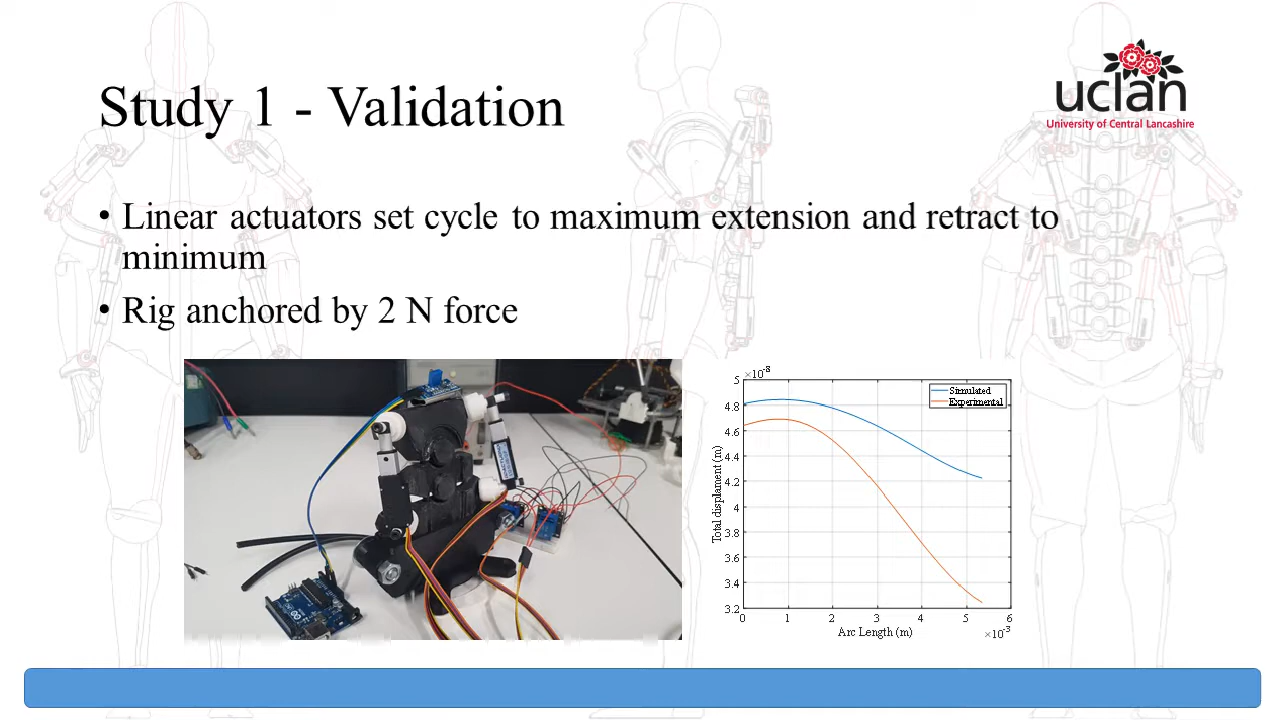 uclan
University of Central Lancashire
Study 1 - Validation
• Linear actuators set cycle to maximum extension and retract to
minimum
• Rig anchored by 2 N force
×10-8
5
4.8
4.6
4.4
4.2
4
3.8
3.6
3.4
3.2
Total displament (m)
Simulated
Experimental
0 1 2 3 4 5 6
Arc Length (m)
×10-3